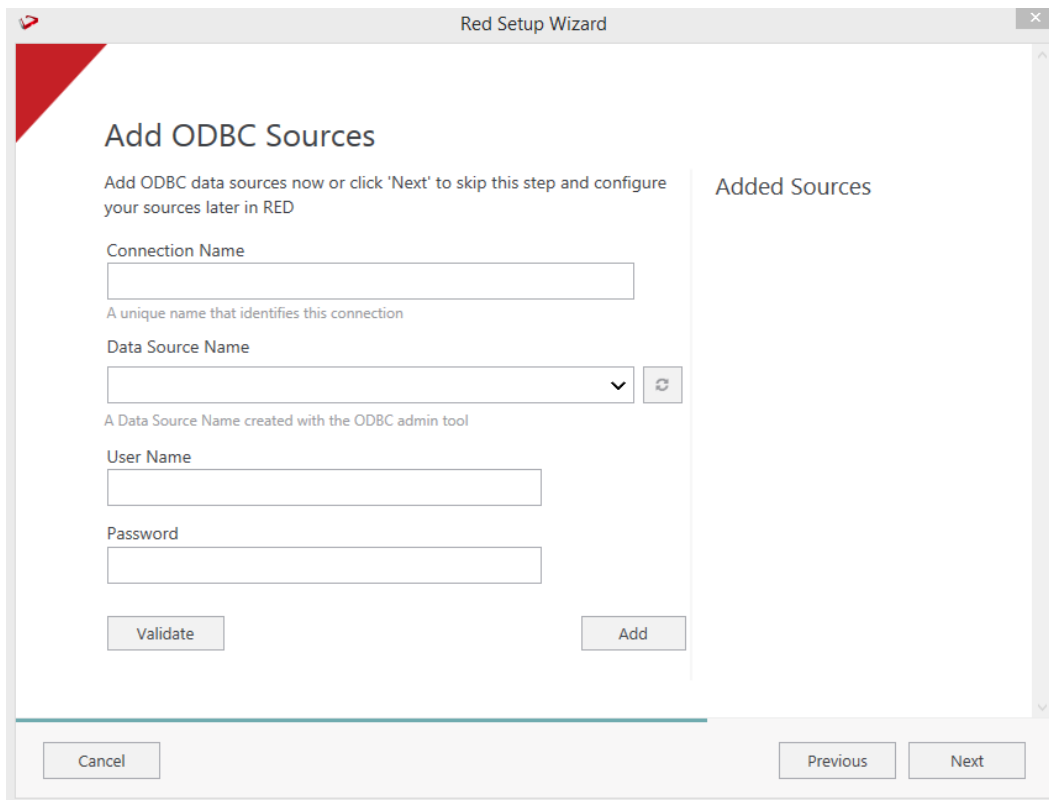 Red Setup Wizard
Add ODBC Sources
Add ODBC data sources now or click 'Next' to skip this step and configure
your sources later in RED
Added Sources
Connection Name
A unique name that identifies this connection
Data Source Name
A Data Source Name created with the ODBC admin tool
User Name
Password
Validate
Add
Cancel
Previous
Next